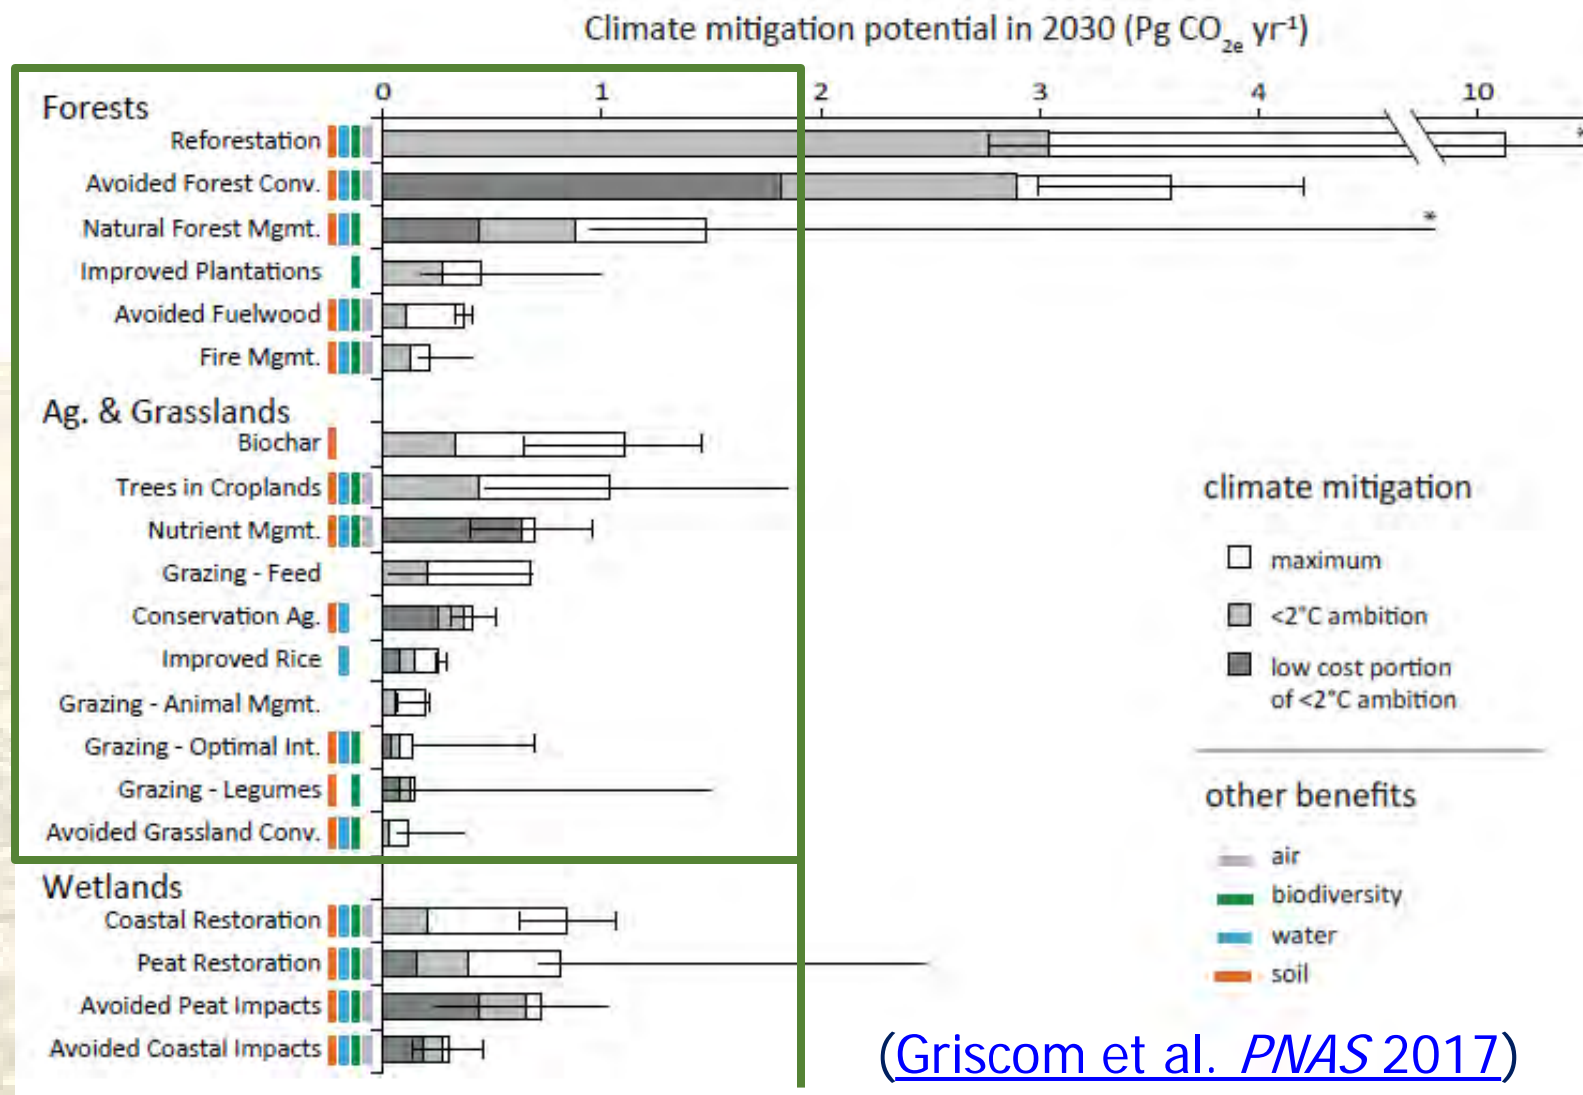 Climate mitigation potential in 2030 (Pg CO2e yr-1)
0 1 2 3 4 10
Forests
Reforestation
*
Avoided Forest Conv.
Natural Forest Mgmt.
*
Improved Plantations
Avoided Fuelwood
Fire Mgmt.
Ag. & Grasslands
Biochar
Trees in Croplands
Nutrient Mgmt.
Grazing - Feed
Conservation Ag.
Improved Rice
Grazing - Animal Mgmt.
Grazing - Optimal Int.
Grazing - Legumes
Avoided Grassland Conv.
Wetlands
Coastal Restoration
Peat Restoration
Avoided Peat Impacts
Avoided Coastal Impacts
climate mitigation
maximum
<2°C ambition
low cost portion
of <2°C ambition
other benefits
air
biodiversity
water
soil
(Griscom et al. PNAS 2017)